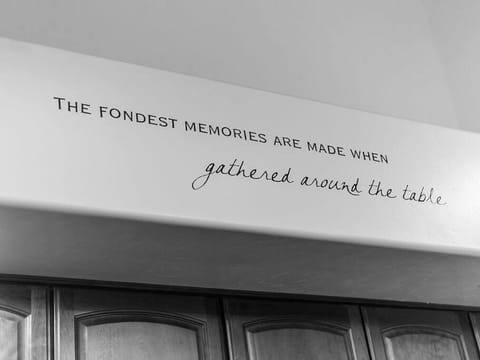 The fondest memories are made when
gathered around the table